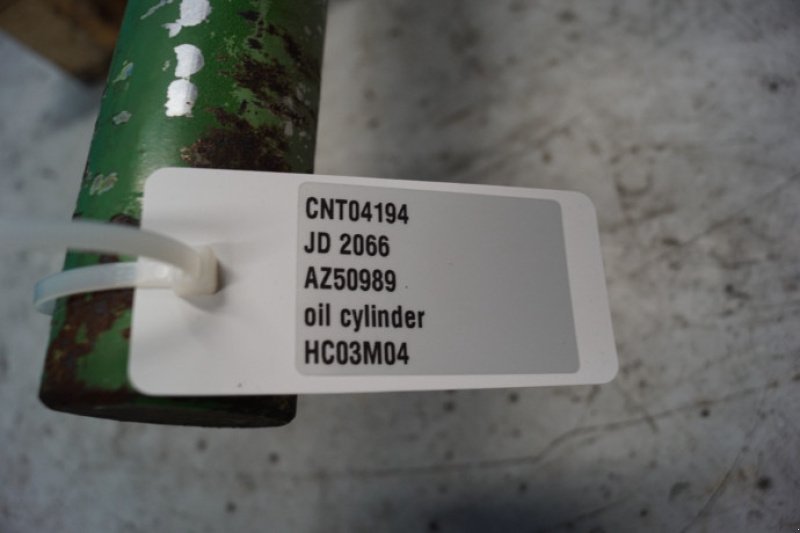 CNT04194
JD 2066
AZ50989
oil cylinder
HC03M04